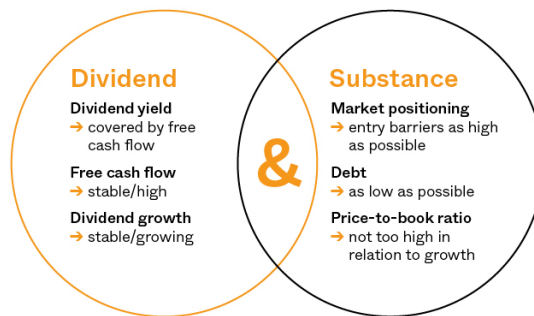 Dividend
Dividend yield
→ covered by free
cash flow
Free cash flow
→ stable/high
Dividend growth
→ stable/growing
&
Substance
Market positioning
→ entry barriers as high
as possible
Debt
→ as low as possible
Price-to-book ratio
→ not too high in
relation to growth